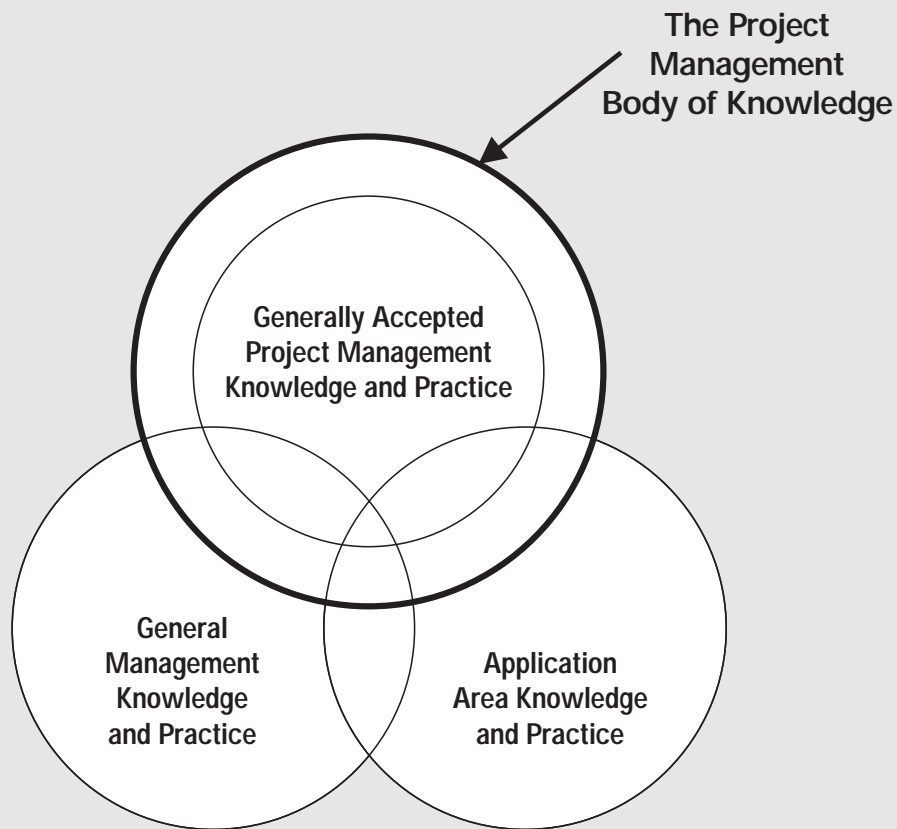 The Project
Management
Body of Knowledge
Generally Accepted
Project Management
Knowledge and Practice
General
Management
Knowledge
and Practice
Application
Area Knowledge
and Practice